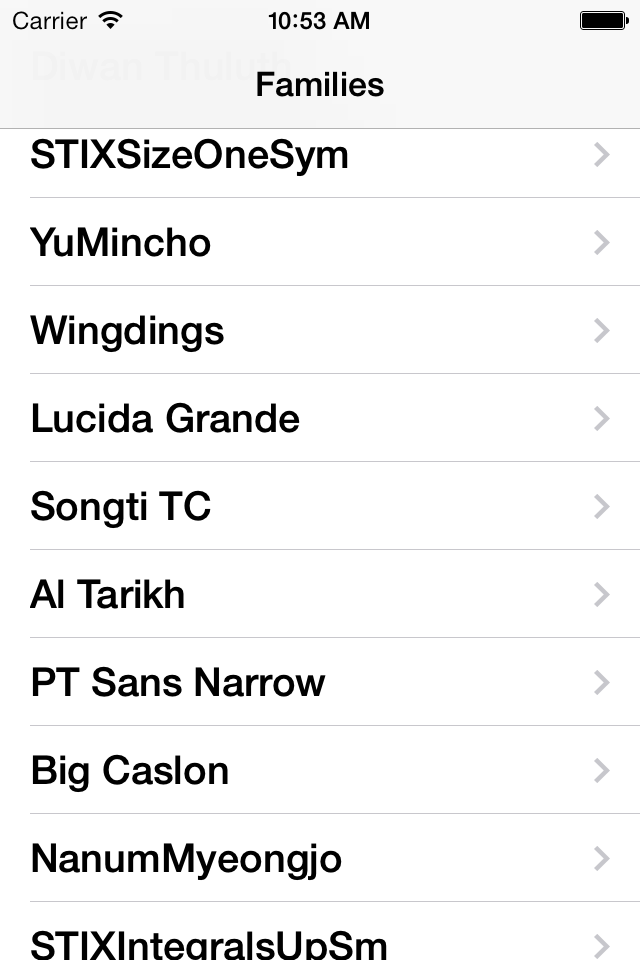 Carrier 10:53 AM
Diwan Thuluth
Families
STIXSizeOneSym
YuMincho
Wingdings
Lucida Grande
Songti TC
Al Tarikh
PT Sans Narrow
Big Caslon
NanumMyeongjo
STIXIntegralsUpSm